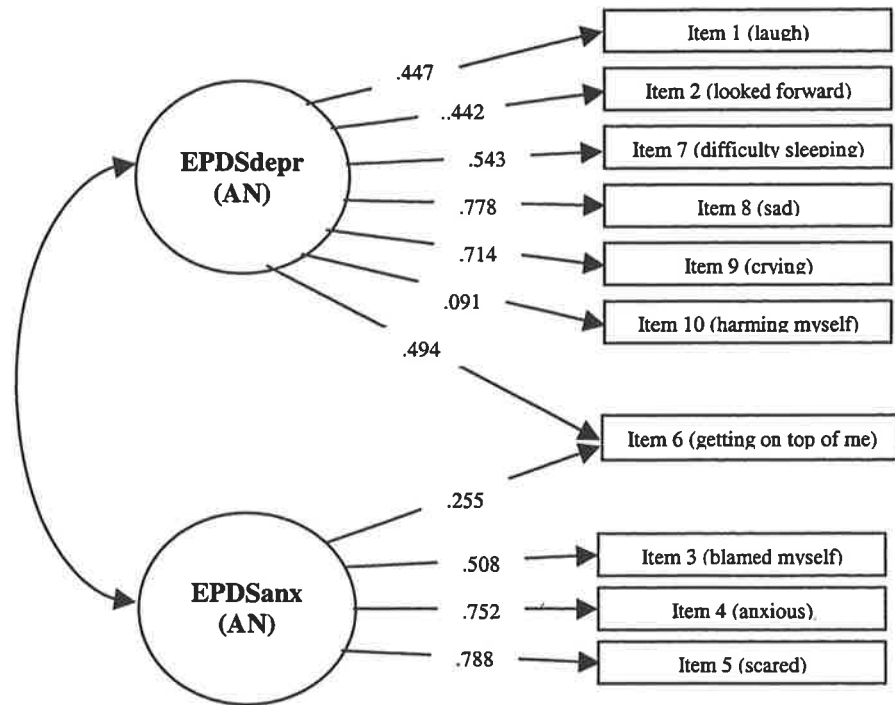 Item 1 (laugh)
.447
Item 2 (looked forward)
..442
EPDSdepr
(AN)
.543
Item 7 (difficulty sleeping)
.778
Item 8 (sad)
.714
Item 9 (crying)
.091
Item 10 (harming myself)
.494
Item 6 (getting on top of me)
.255
EPDSanx
(AN)
.508
Item 3 (blamed myself)
.752
Item 4 (anxious)
.788
Item 5 (scared)